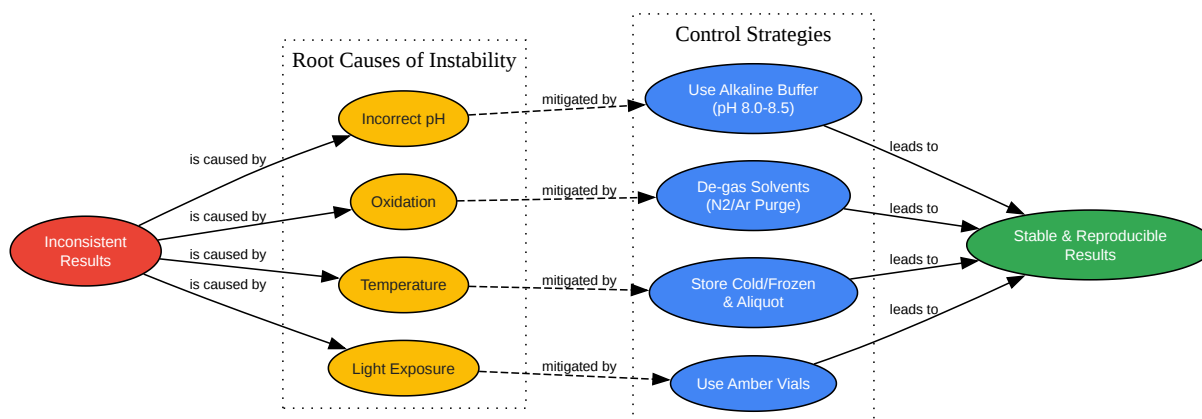 Root Causes of Instability
Control Strategies
Inconsistent
Results
is caused by
is caused by
is caused by
is caused by
Incorrect pH
Oxidation
Temperature
Light Exposure
mitigated by
mitigated by
mitigated by
mitigated by
Use Alkaline Buffer
(pH 8.0-8.5)
De-gas Solvents
(N2/Ar Purge)
Store Cold/Frozen
& Aliquot
Use Amber Vials
leads to
leads to
leads to
leads to
Stable & Reproducible
Results